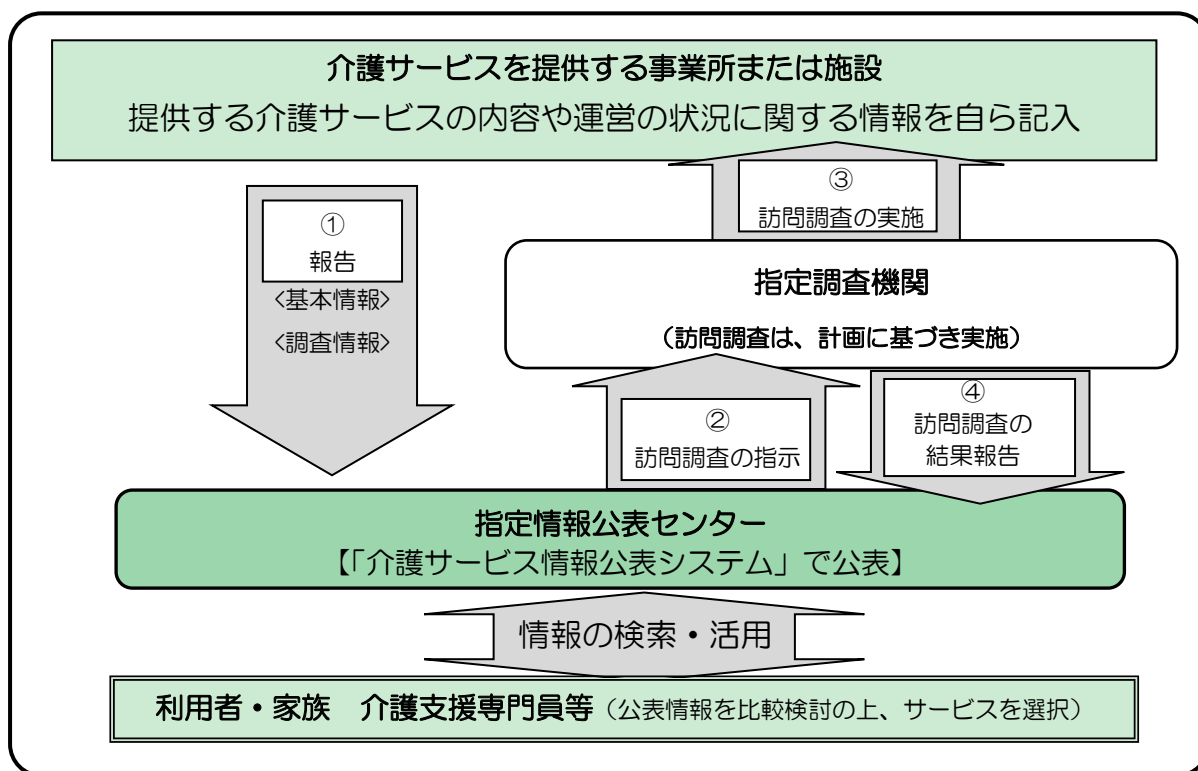 介護サービスを提供する事業所または施設
提供する介護サービスの内容や運営の状況に関する情報を自ら記入
①
報告
<基本情報>
<調査情報>
③
訪問調査の実施
指定調査機関
（訪問調査は、計画に基づき実施）
②
訪問調査の指示
④
訪問調査の
結果報告
指定情報公表センター
【「介護サービス情報公表システム」で公表】
情報の検索・活用
利用者・家族　介護支援専門員等（公表情報を比較検討の上、サービスを選択）